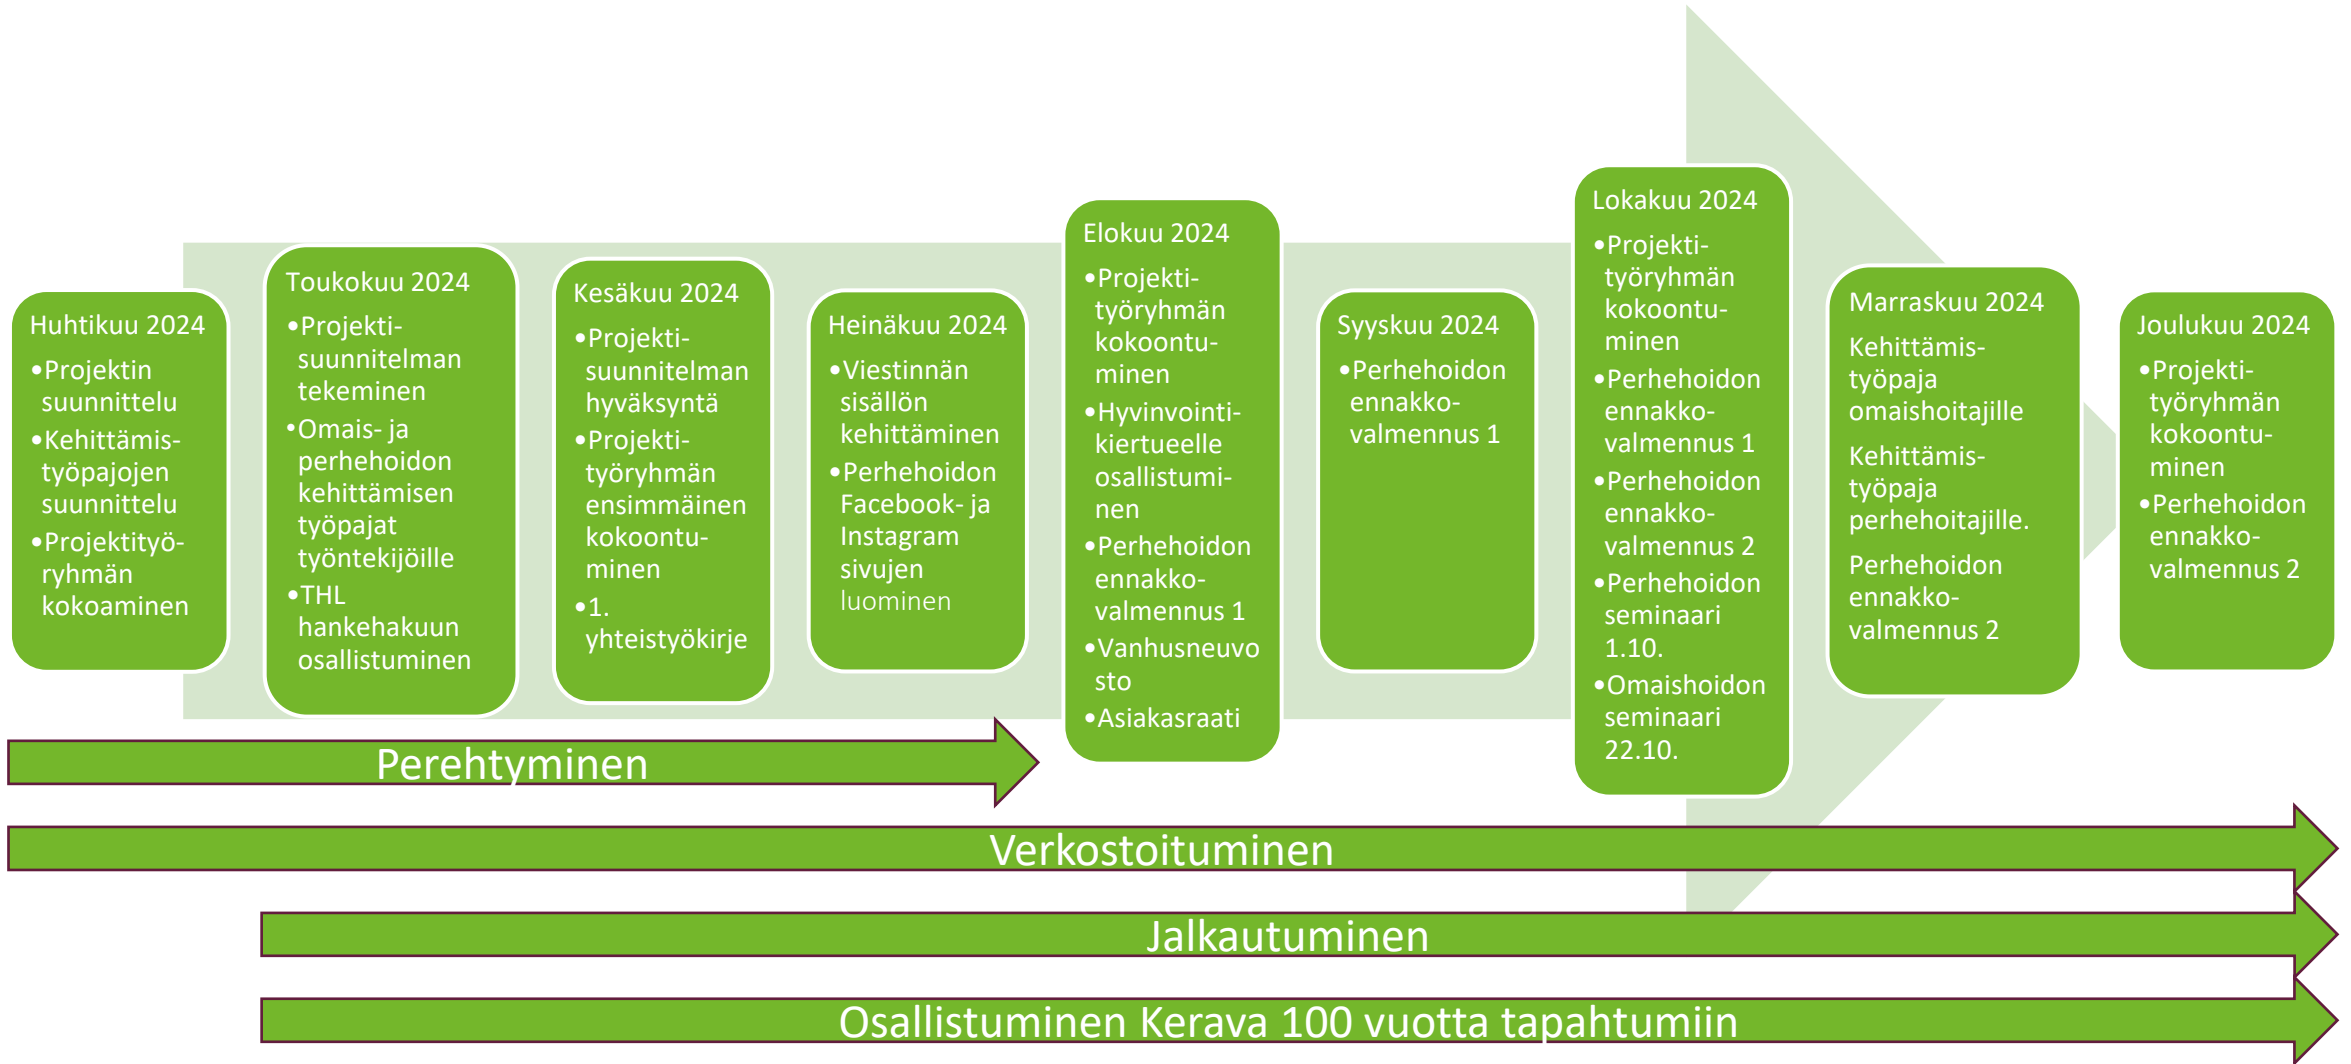 Huhtikuu 2024
•Projektin
suunnittelu
•Kehittämis-
työpajojen
suunnittelu
•Projektityö-
ryhmän
kokoaminen
Toukokuu 2024
•Projekti-
suunnitelman
tekeminen
•Omais- ja
perhehoidon
kehittämisen
työpajat
työntekijöille
•THL
hankehakuun
osallistuminen
Kesäkuu 2024
•Projekti-
suunnitelman
hyväksyntä
•Projekti-
työryhmän
ensimmäinen
kokoontu-
minen
•1.
yhteistyökirje
Heinäkuu 2024
•Viestinnän
sisällön
kehittäminen
•Perhehoidon
Facebook- ja
Instagram
sivujen
luominen
Elokuu 2024
•Projekti-
työryhmän
kokoontu-
minen
•Hyvinvointi-
kiertueelle
osallistumi-
nen
•Perhehoidon
ennakko-
valmennus 1
•Vanhusneuvo
sto
•Asiakasraati
Syyskuu 2024
•Perhehoidon
ennakko-
valmennus 1
Lokakuu 2024
•Projekti-
työryhmän
kokoontu-
minen
•Perhehoidon
ennakko-
valmennus 1
•Perhehoidon
ennakko-
valmennus 2
•Perhehoidon
seminaari
1.10.
•Omaishoidon
seminaari
22.10.
Marraskuu 2024
Kehittämis-
työpaja
omaishoitajille
Kehittämis-
työpaja
perhehoitajille.
Perhehoidon
ennakko-
valmennus 2
Joulukuu 2024
•Projekti-
työryhmän
kokoontu-
minen
•Perhehoidon
ennakko-
valmennus 2
Perehtyminen
Verkostoituminen
Jalkautuminen
Osallistuminen Kerava 100 vuotta tapahtumiin